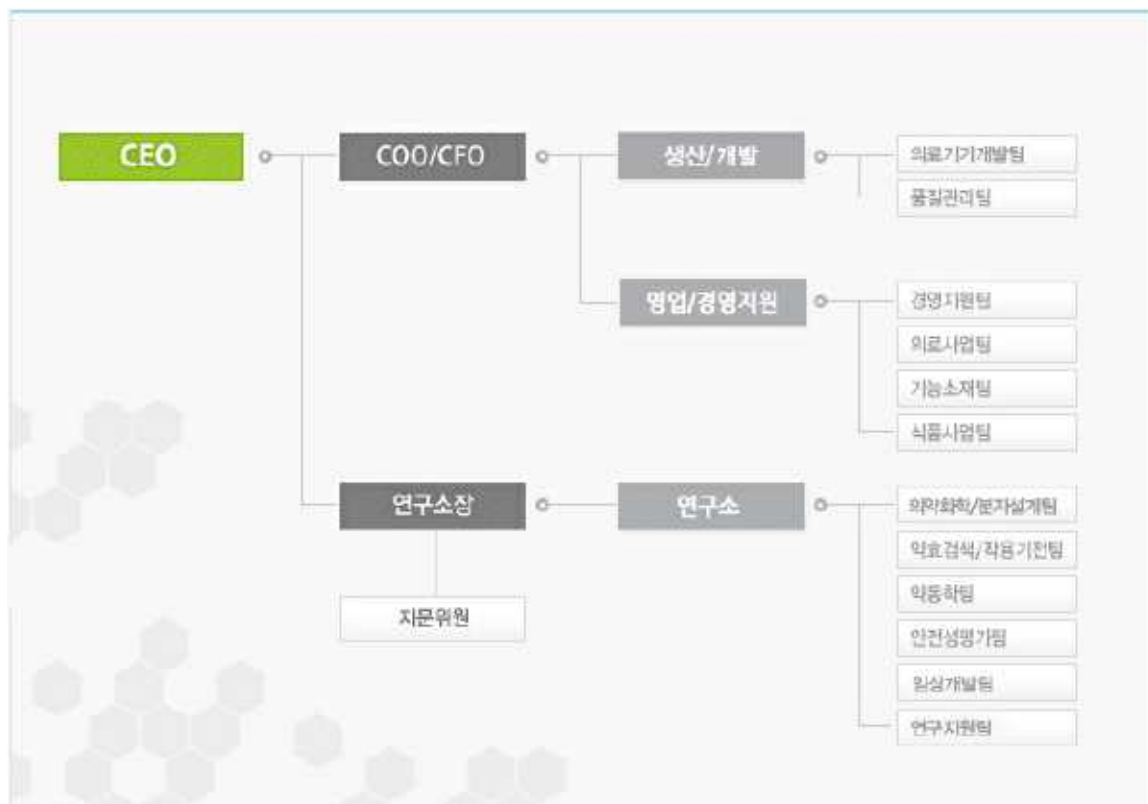 CEO
COO/CFO
생산/개발
의료기기개발팀
품질관리팀
영업/경영지원
경영지원팀
의료사업팀
기능소재팀
식품사업팀
연구소장
연구소
자문위원
의약화학/분자설계팀
약효검색/작용기전팀
약동학팀
안전성평가팀
임상개발팀
연구지원팀